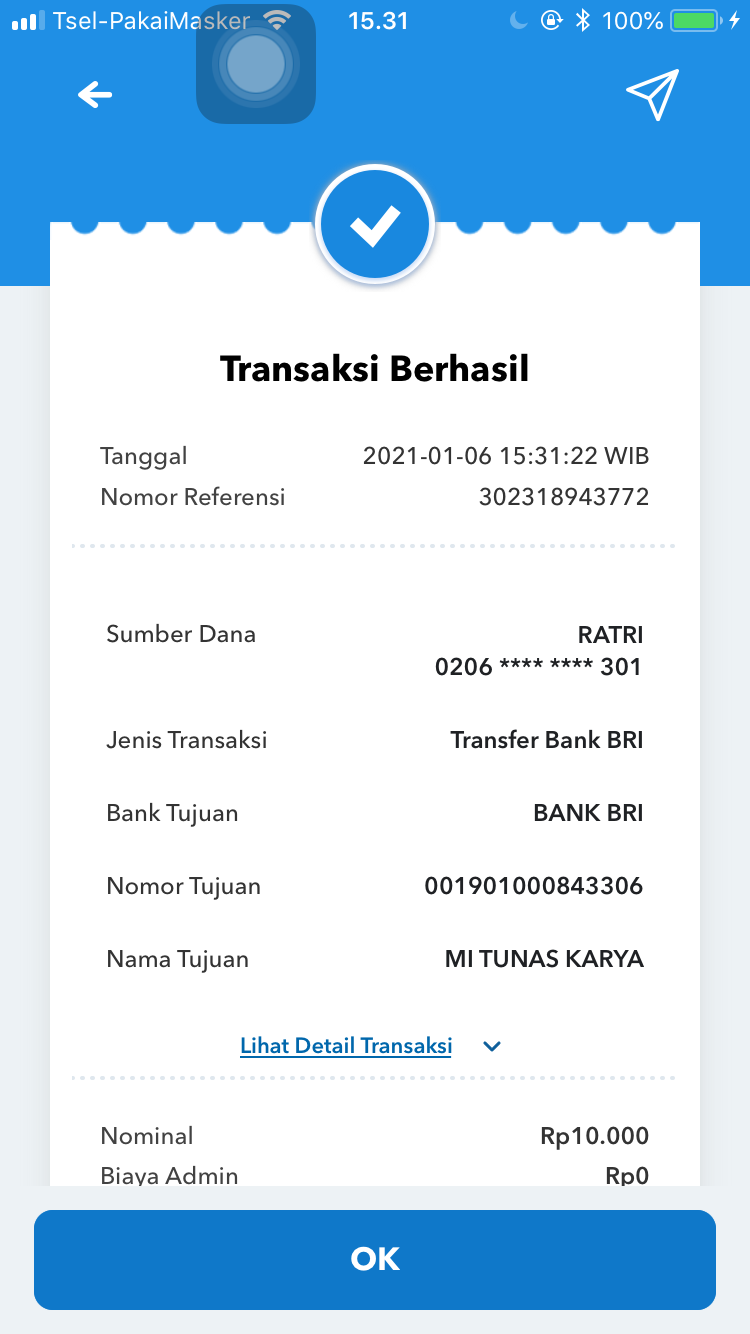 Tsel-PakaiMasker 15.31 100%
Transaksi Berhasil
Tanggal 2021-01-06 15:31:22 WIB
Nomor Referensi 302318943772
Sumber Dana RATRI
0206 **** **** 301
Jenis Transaksi Transfer Bank BRI
Bank Tujuan BANK BRI
Nomor Tujuan 001901000843306
Nama Tujuan MI TUNAS KARYA
Lihat Detail Transaksi
Nominal Rp10.000
Biaya Admin Rp0
OK